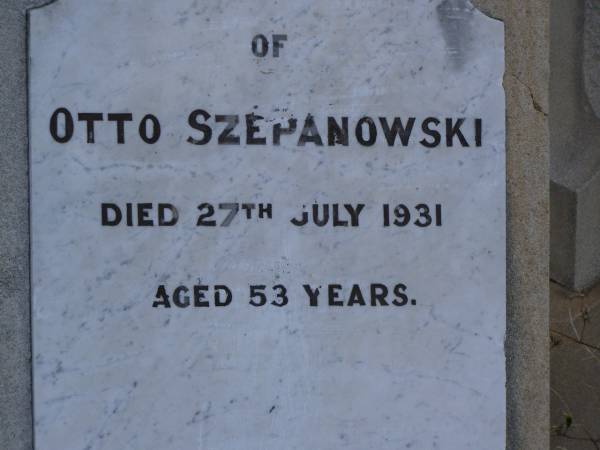 OF
OTTO SZEPANOWSKI
DIED 27TH JULY 1931
AGED 53 YEARS.